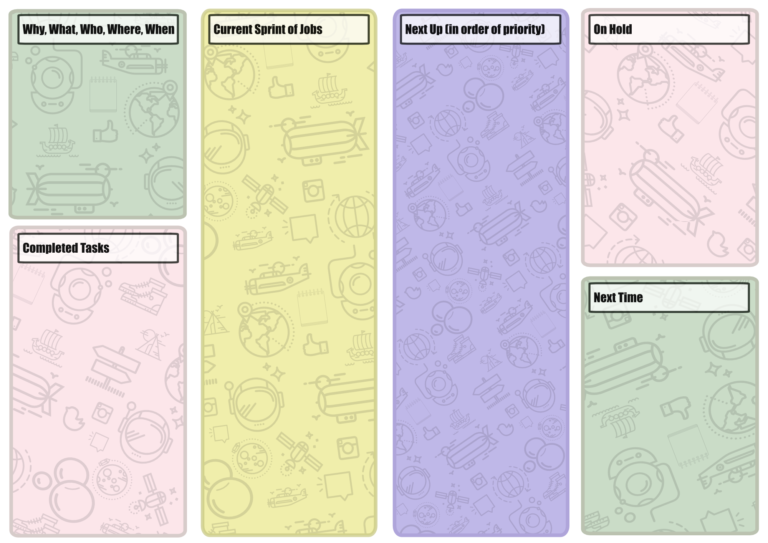 Why, What, Who, Where, When
Current Sprint of Jobs
Next Up (in order of priority)
On Hold
Completed Tasks
Next Time